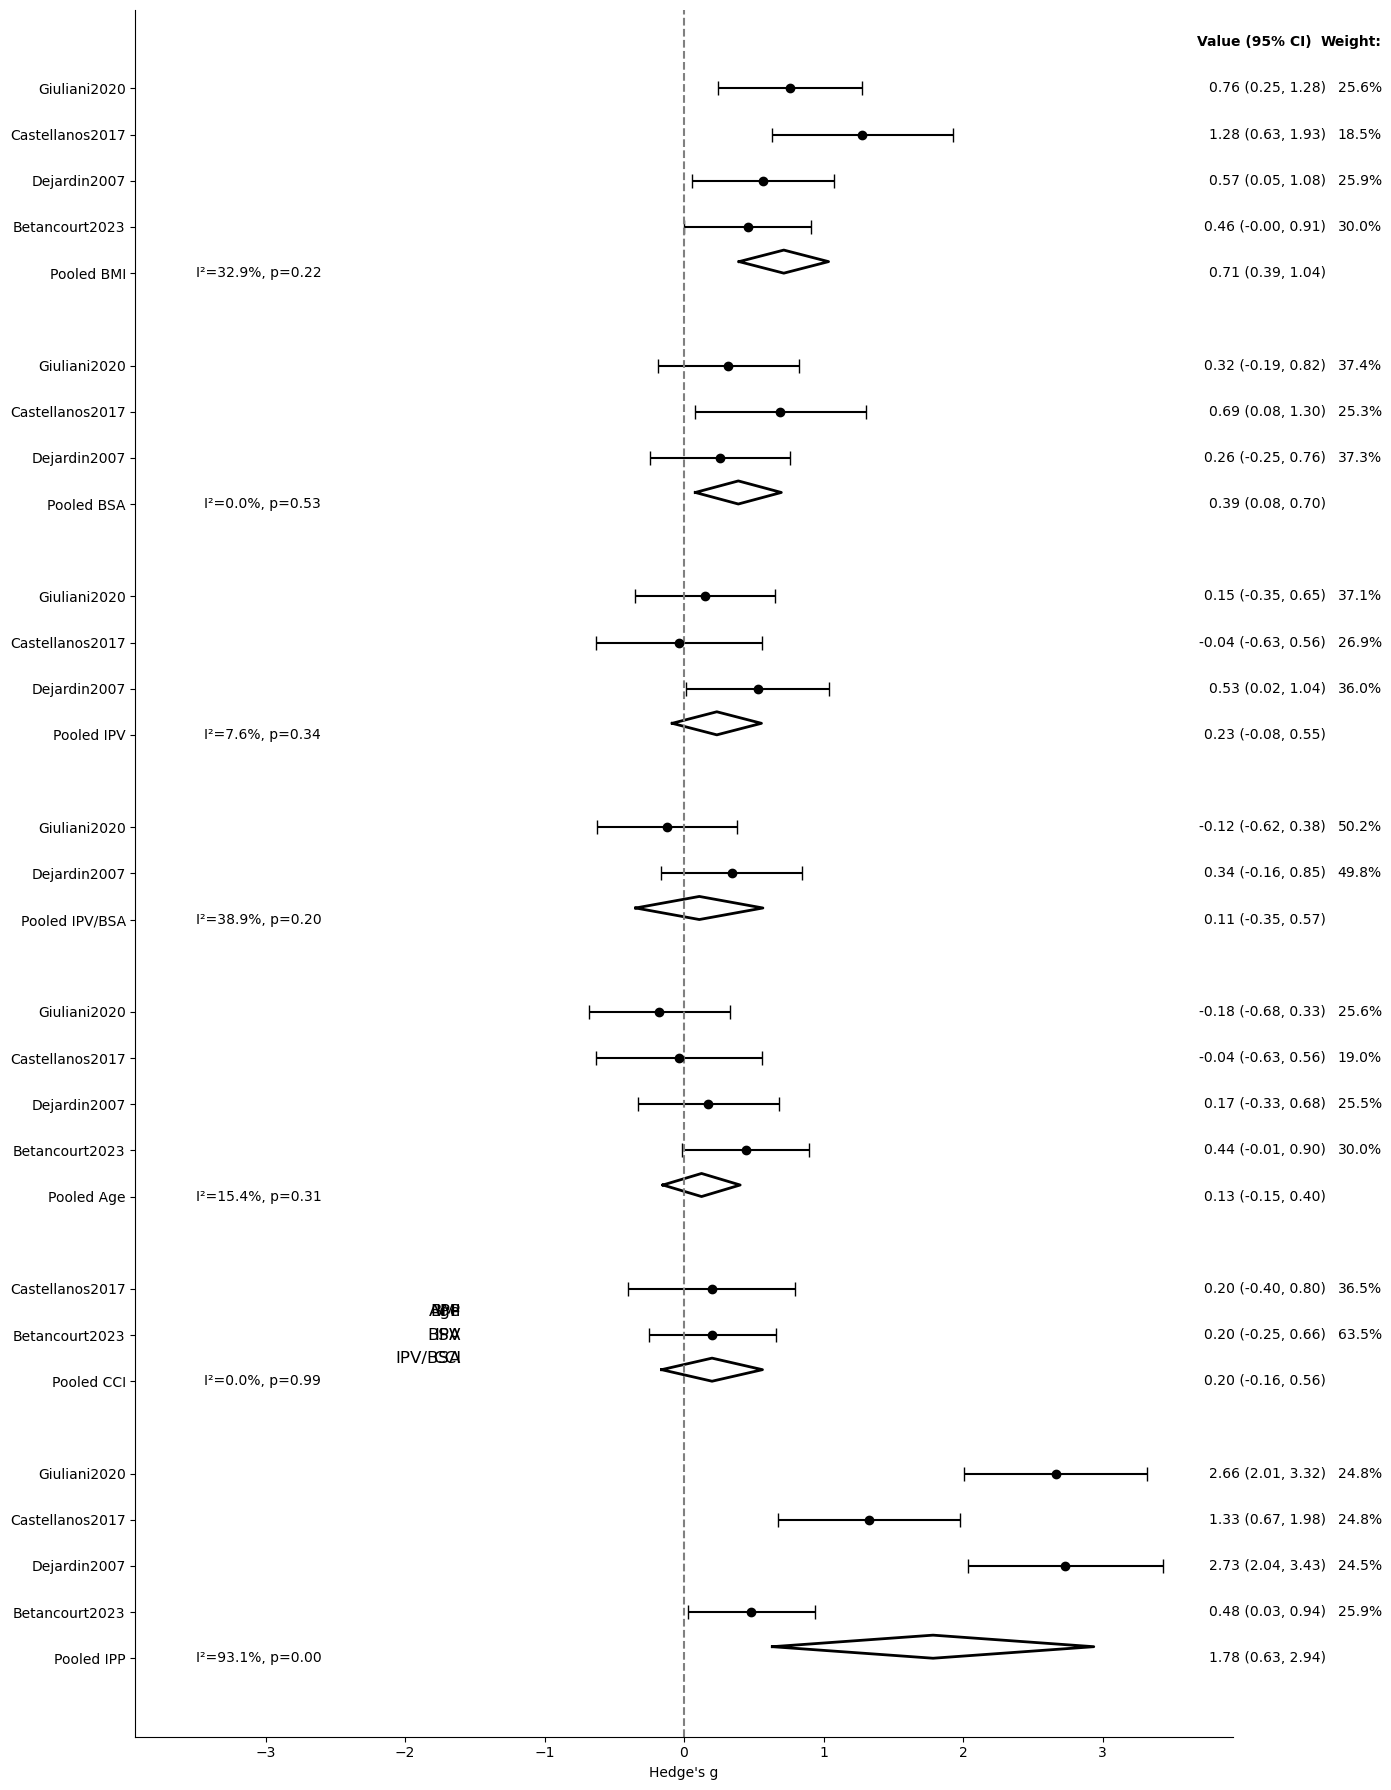 Value (95% CI) Weight:
Giuliani2020 0.76 (0.25, 1.28) 25.6%
Castellanos2017 1.28 (0.63, 1.93) 18.5%
Dejardin2007 0.57 (0.05, 1.08) 25.9%
Betancourt2023 0.46 (-0.00, 0.91) 30.0%
Pooled BMI I²=32.9%, p=0.22 0.71 (0.39, 1.04)
Giuliani2020 0.32 (-0.19, 0.82) 37.4%
Castellanos2017 0.69 (0.08, 1.30) 25.3%
Dejardin2007 0.26 (-0.25, 0.76) 37.3%
Pooled BSA I²=0.0%, p=0.53 0.39 (0.08, 0.70)
Giuliani2020 0.15 (-0.35, 0.65) 37.1%
Castellanos2017 -0.04 (-0.63, 0.56) 26.9%
Dejardin2007 0.53 (0.02, 1.04) 36.0%
Pooled IPV I²=7.6%, p=0.34 0.23 (-0.08, 0.55)
Giuliani2020 -0.12 (-0.62, 0.38) 50.2%
Dejardin2007 0.34 (-0.16, 0.85) 49.8%
Pooled IPV/BSA I²=38.9%, p=0.20 0.11 (-0.35, 0.57)
Giuliani2020 -0.18 (-0.68, 0.33) 25.6%
Castellanos2017 -0.04 (-0.63, 0.56) 19.0%
Dejardin2007 0.17 (-0.33, 0.68) 25.5%
Betancourt2023 0.44 (-0.01, 0.90) 30.0%
Pooled Age I²=15.4%, p=0.31 0.13 (-0.15, 0.40)
Castellanos2017 0.20 (-0.40, 0.80) 36.5%
Age
Betancourt2023 0.20 (-0.25, 0.66) 63.5%
IPV/BSA CCI
Pooled CCI I²=0.0%, p=0.99 0.20 (-0.16, 0.56)
Giuliani2020 2.66 (2.01, 3.32) 24.8%
Castellanos2017 1.33 (0.67, 1.98) 24.8%
Dejardin2007 2.73 (2.04, 3.43) 24.5%
Betancourt2023 0.48 (0.03, 0.94) 25.9%
Pooled IPP I²=93.1%, p=0.00 1.78 (0.63, 2.94)
−3 −2 −1 0 1 2 3
Hedge's g